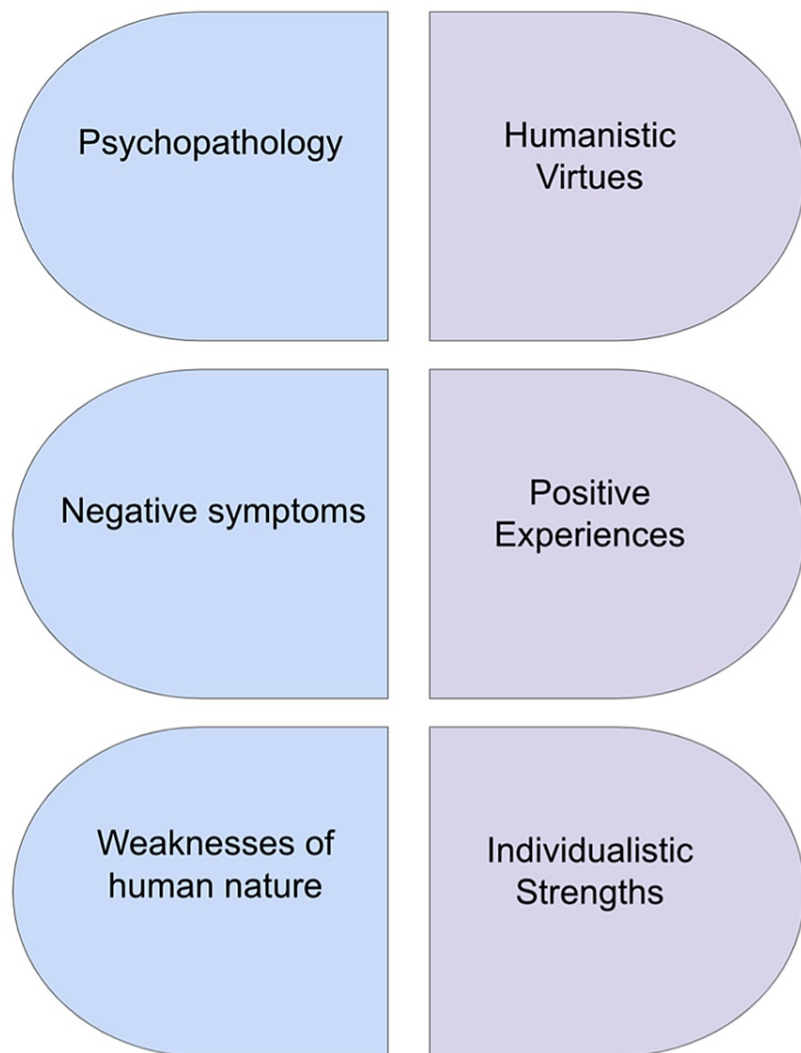 Psychopathology
Humanistic
Virtues
Negative symptoms
Positive
Experiences
Weaknesses of
human nature
Individualistic
Strengths